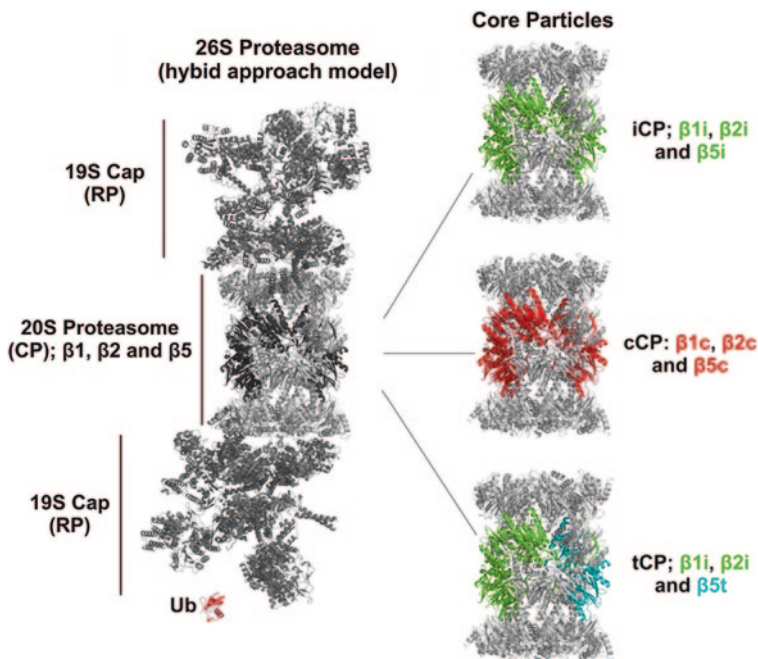 Core Particles
26S Proteasome
(hybid approach model)
19S Cap
(RP)
20S Proteasome
(CP); β1, β2 and β5
19S Cap
(RP)
Ub
iCP; β1i, β2i
and β5i
cCP: β1c, β2c
and β5c
tCP; β1i, β2i
and β5t